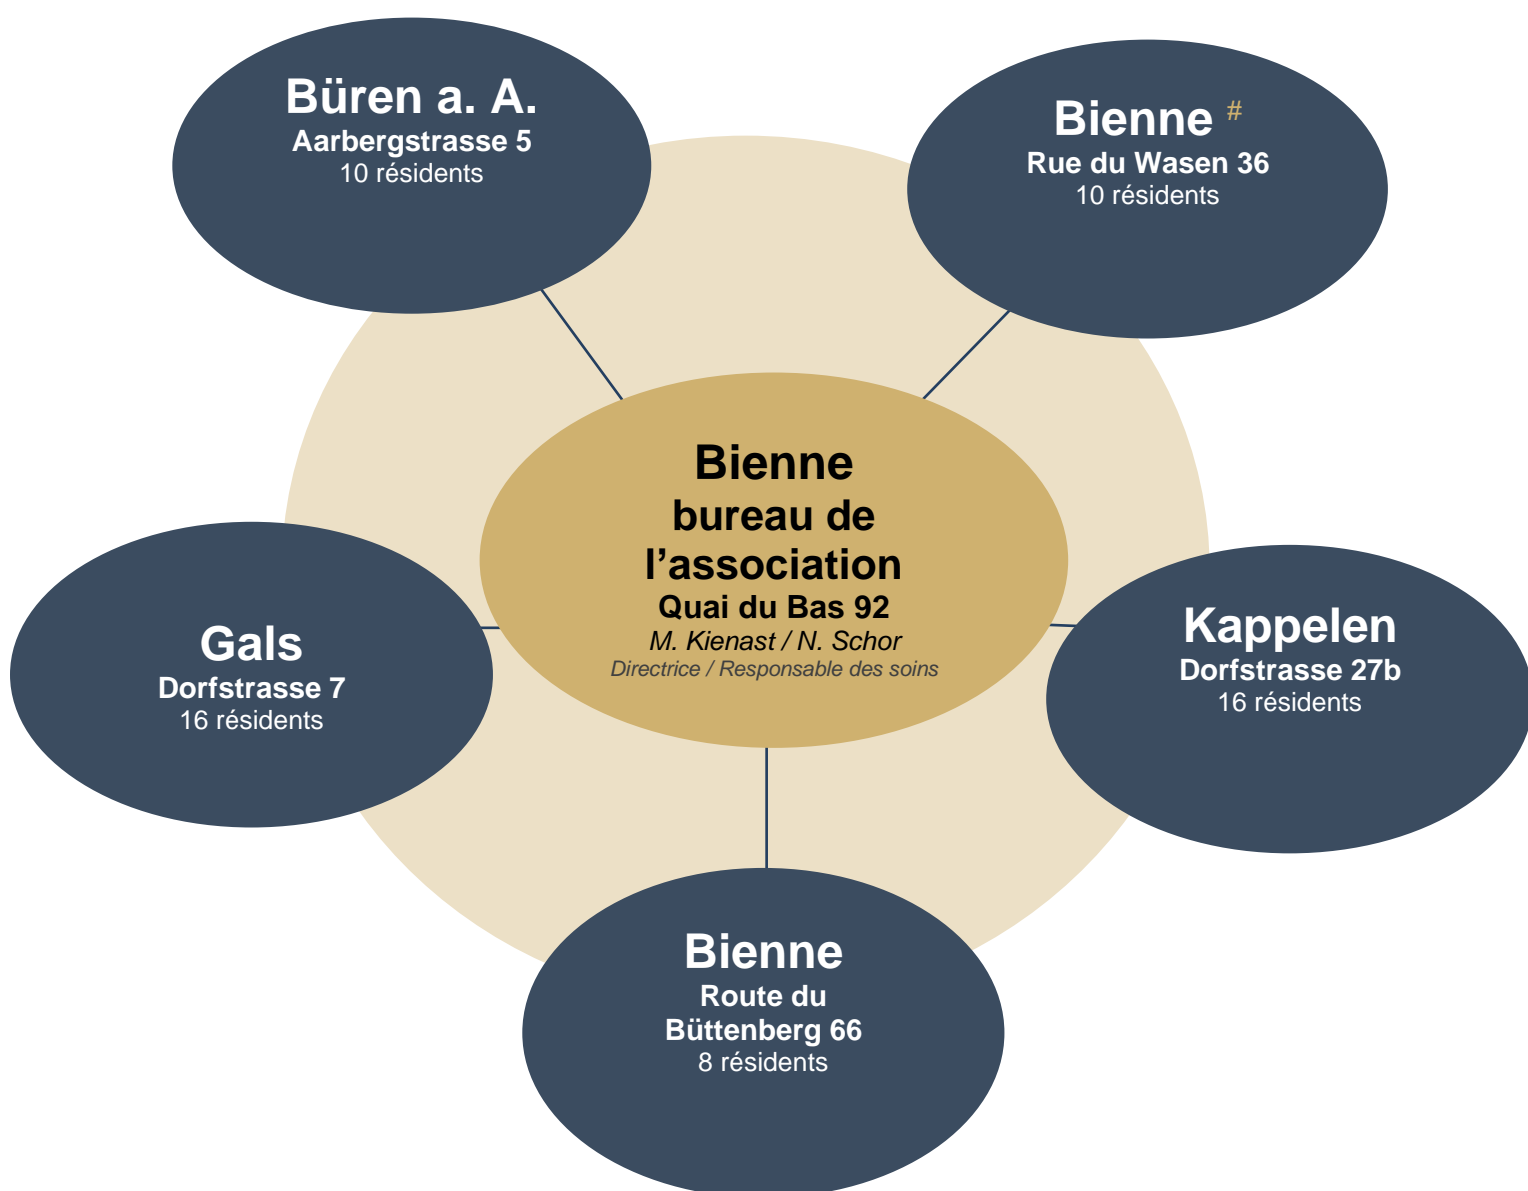 Büren a. A.
Aarbergstrasse 5
10 résidents
Bienne #
Rue du Wasen 36
10 résidents
Bienne
bureau de
l’association
Quai du Bas 92
M. Kienast / N. Schor
Directrice / Responsable des soins
Gals
Dorfstrasse 7
16 résidents
Kappelen
Dorfstrasse 27b
16 résidents
Bienne
Route du
Büttenberg 66
8 résidents